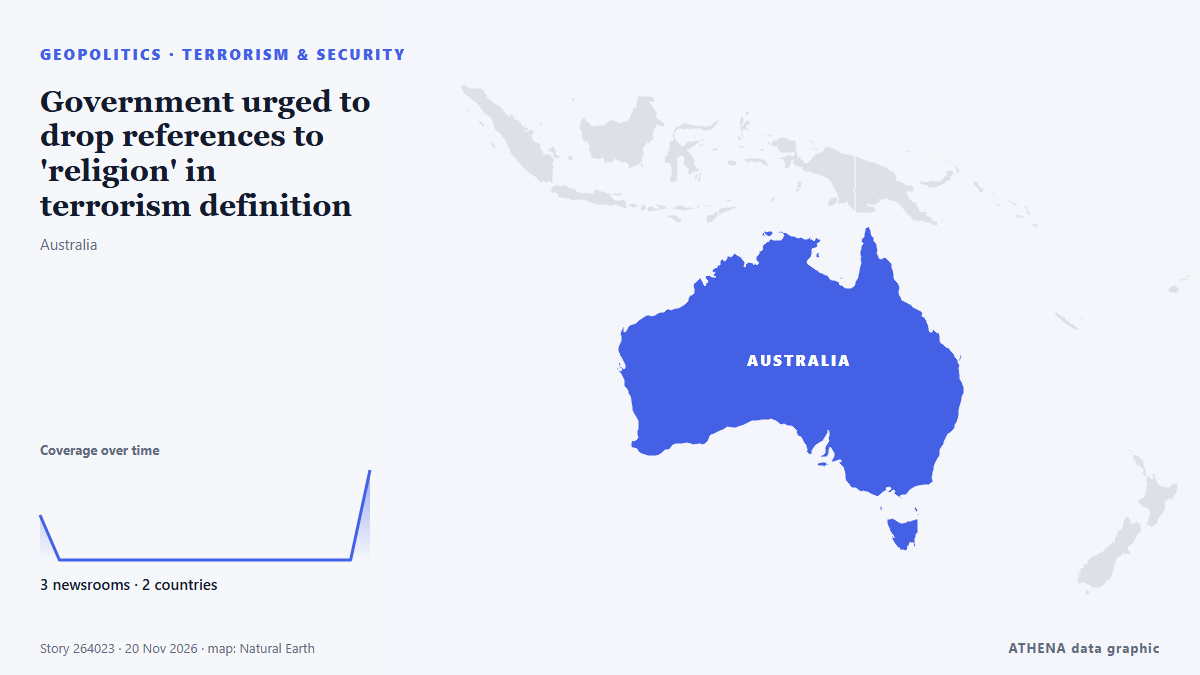 GEOPOLITICS · TERRORISM & SECURITY
Government urged to
drop references to
'religion' in
terrorism definition
Australia
AUSTRALIA
Coverage over time
3 newsrooms · 2 countries
Story 264023 · 20 Nov 2026 · map: Natural Earth
ATHENA data graphic